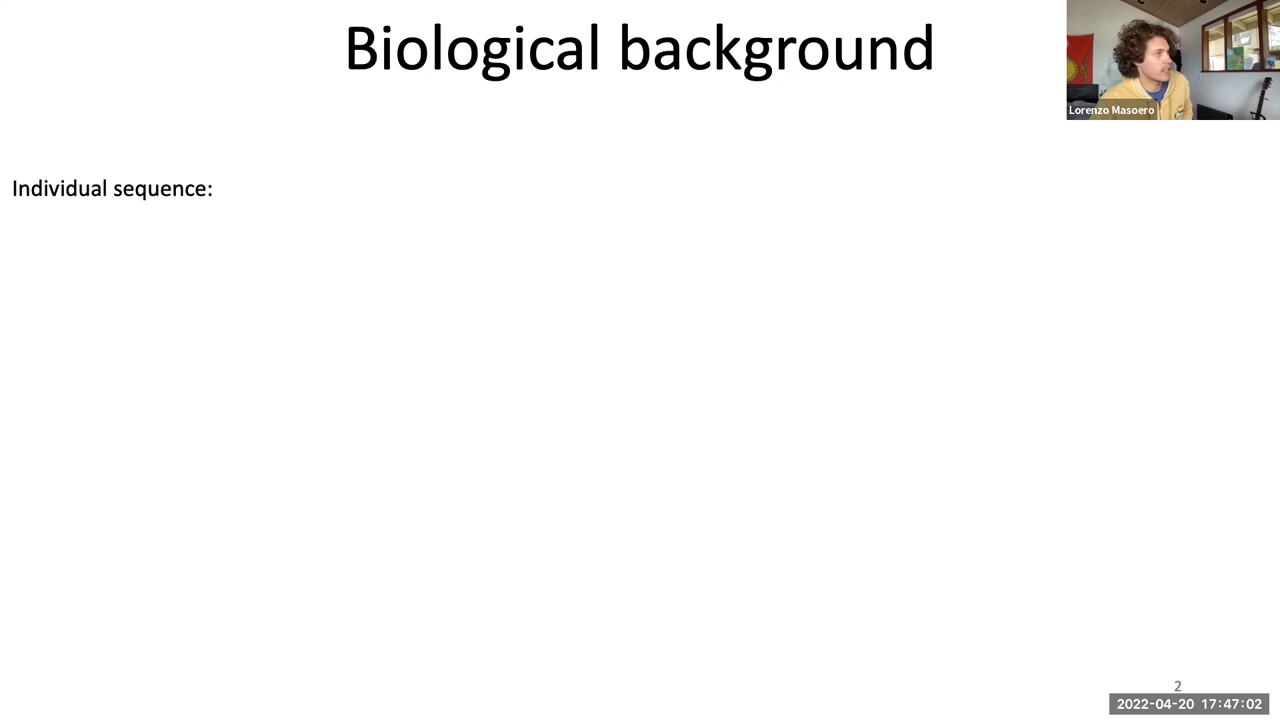 Biological background
Lorenzo Masoero
Individual sequence:
2
2022-04-20 17:47:02